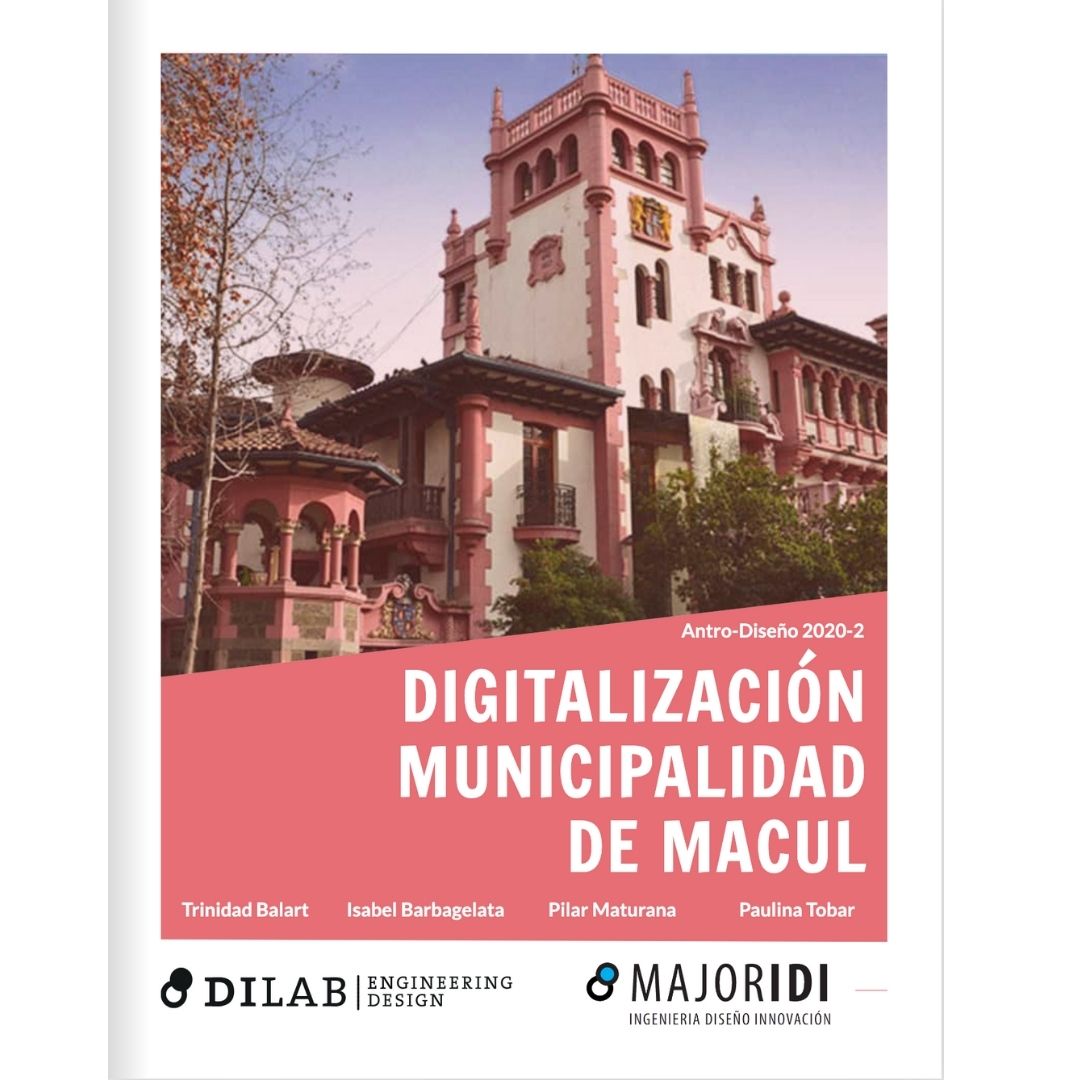 Antro-Diseño 2020-2
DIGITALIZACIÓN
MUNICIPALIDAD
DE MACUL
Trinidad Balart Isabel Barbagelata Pilar Maturana Paulina Tobar
DILAB ENGINEERING DESIGN
MAJORIDI
INGENIERIA DISEÑO INNOVACIÓN